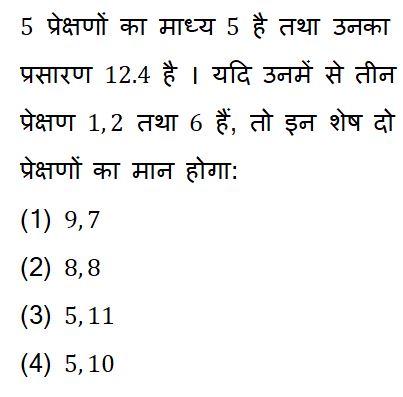 5 प्रेक्षणों का माध्य 5 है तथा उनका
प्रसारण 12.4 है । यदि उनमें से तीन
प्रेक्षण 1, 2 तथा 6 हैं, तो इन शेष दो
प्रेक्षणों का मान होगा:
(1) 9, 7
(2) 8, 8
(3) 5, 11
(4) 5, 10